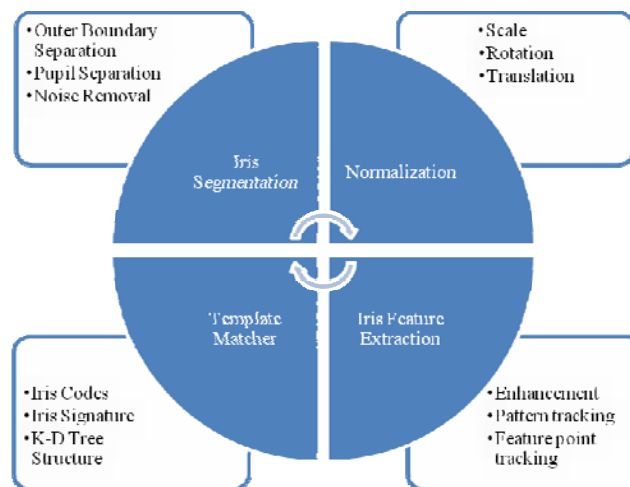 •Outer Boundary
Separation
•Pupil Separation
•Noise Removal
•Scale
•Rotation
•Translation
Iris
Segmentation
Normalization
Template
Matcher
Iris Feature
Extraction
•Iris Codes
•Iris Signature
•K-D Tree
Structure
•Enhancement
•Pattern tracking
•Feature point
tracking